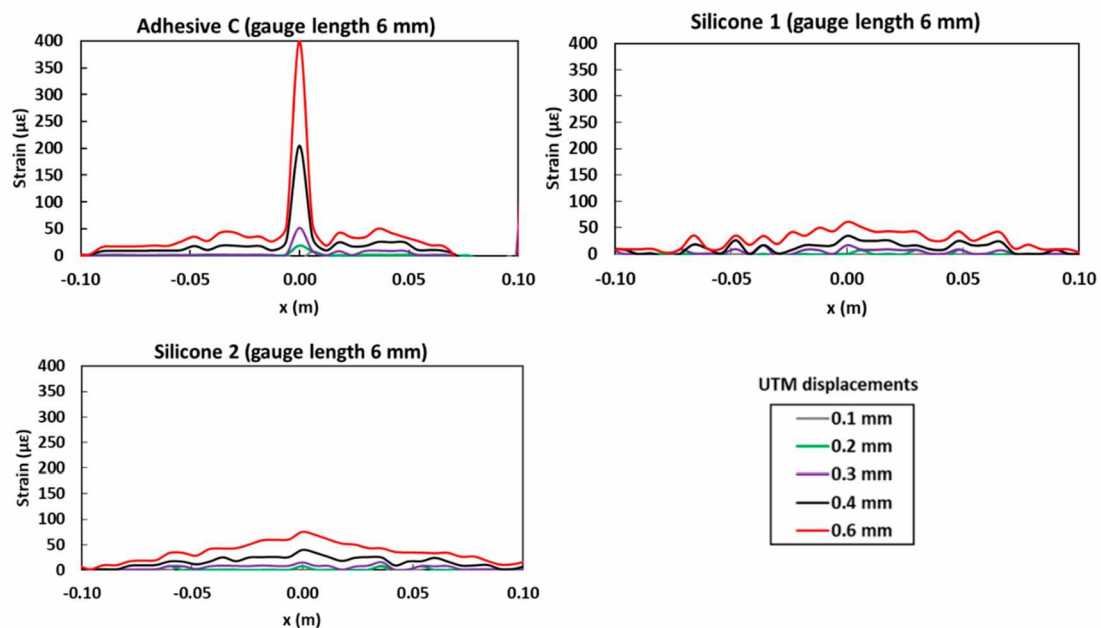 Adhesive C (gauge length 6 mm)
400
350
300
250
200
150
100
50
0
Strain (με)
-0.10
-0.05
0.00
0.05
0.10
x (m)
Silicone 1 (gauge length 6 mm)
400
350
300
250
200
150
100
50
0
Strain (με)
-0.10
-0.05
0.00
0.05
0.10
x (m)
Silicone 2 (gauge length 6 mm)
400
350
300
250
200
150
100
50
0
Strain (με)
-0.10
-0.05
0.00
0.05
0.10
x (m)
UTM displacements
0.1 mm
0.2 mm
0.3 mm
0.4 mm
0.6 mm